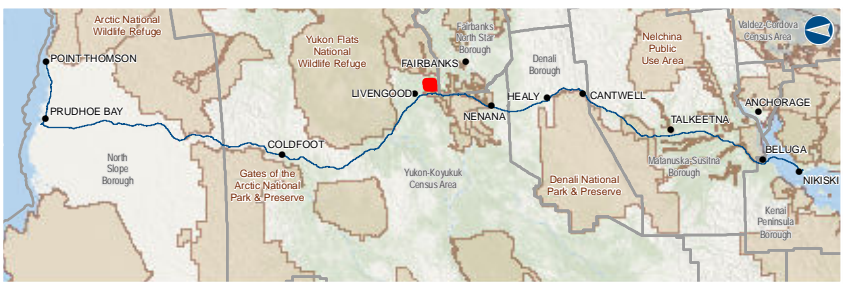 Arctic National
Wildlife Refuge
POINT THOMSON
PRUDHOE BAY
North
Slope
Borough
COLDFOOT
Gates of the
Arctic National
Park & Preserve
Yukon Flats
National
Wildlife Refuge
LIVENGOOD
FAIRBANKS
Fairbanks
North Star
Borough
Yukon-Koyukuk
Census Area
NENANA
Denali
Borough
HEALY
CANTWELL
Denali National
Park & Preserve
Nelchina
Public
Use Area
TALKEETNA
Matanuska-Susitna
Borough
Valdez-Cordova
Census Area
ANCHORAGE
BELUGA
NIKISKI
Kenai
Peninsula
Borough